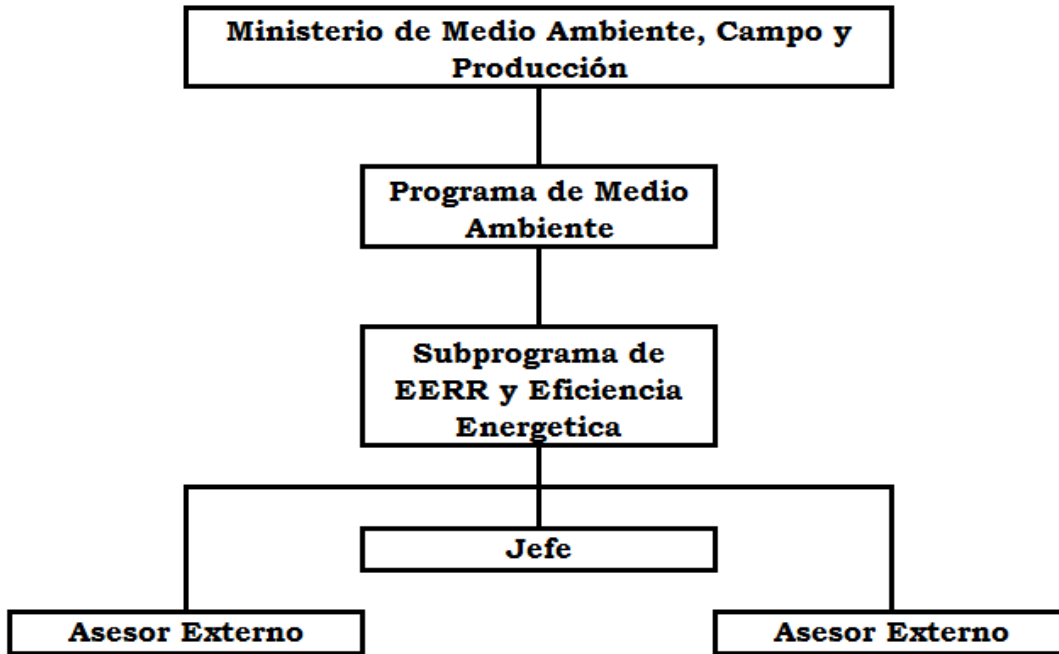 Ministerio de Medio Ambiente, Campo y
Producción
Programa de Medio
Ambiente
Subprograma de
EERR y Eficiencia
Energetica
Jefe
Asesor Externo
Asesor Externo